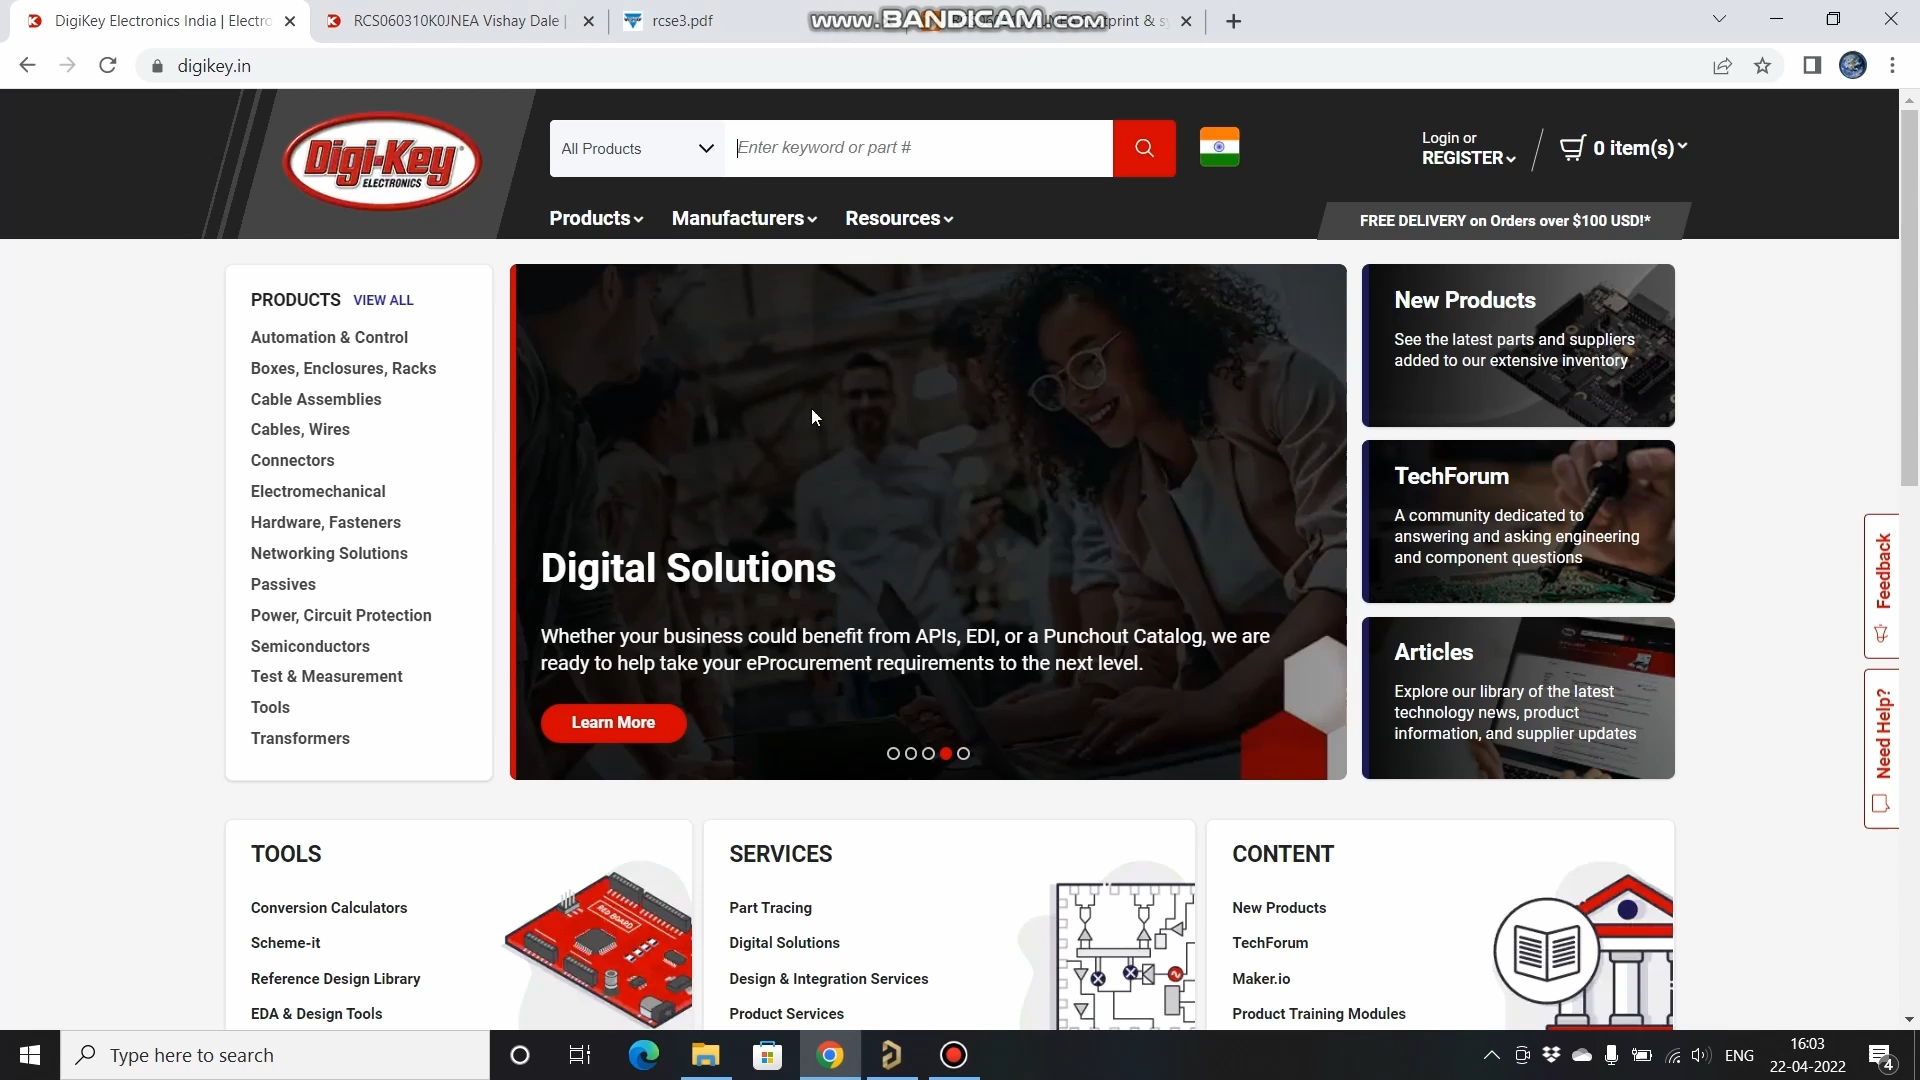 DigiKey Electronics India | Electro
RCS060310K0JNEA Vishay Dale |
rcse3.pdf
www.BANDICAM.com
digikey.in
Digi-Key
ELECTRONICS
All Products
Enter keyword or part #
Login or
REGISTER
0 item(s)
Products
Manufacturers
Resources
FREE DELIVERY on Orders over $100 USD!*
PRODUCTS VIEW ALL
Automation & Control
Boxes, Enclosures, Racks
Cable Assemblies
Cables, Wires
Connectors
Electromechanical
Hardware, Fasteners
Networking Solutions
Passives
Power, Circuit Protection
Semiconductors
Test & Measurement
Tools
Transformers
Digital Solutions
Whether your business could benefit from APIs, EDI, or a Punchout Catalog, we are
ready to help take your eProcurement requirements to the next level.
Learn More
New Products
See the latest parts and suppliers
added to our extensive inventory
TechForum
A community dedicated to
answering and asking engineering
and component questions
Articles
Explore our library of the latest
technology news, product
information, and supplier updates
Feedback
Need Help?
TOOLS
Conversion Calculators
Scheme-it
Reference Design Library
EDA & Design Tools
RED BOARD
SERVICES
Part Tracing
Digital Solutions
Design & Integration Services
Product Services
CONTENT
New Products
TechForum
Maker.io
Product Training Modules
Type here to search
ENG
16:03
22-04-2022
4